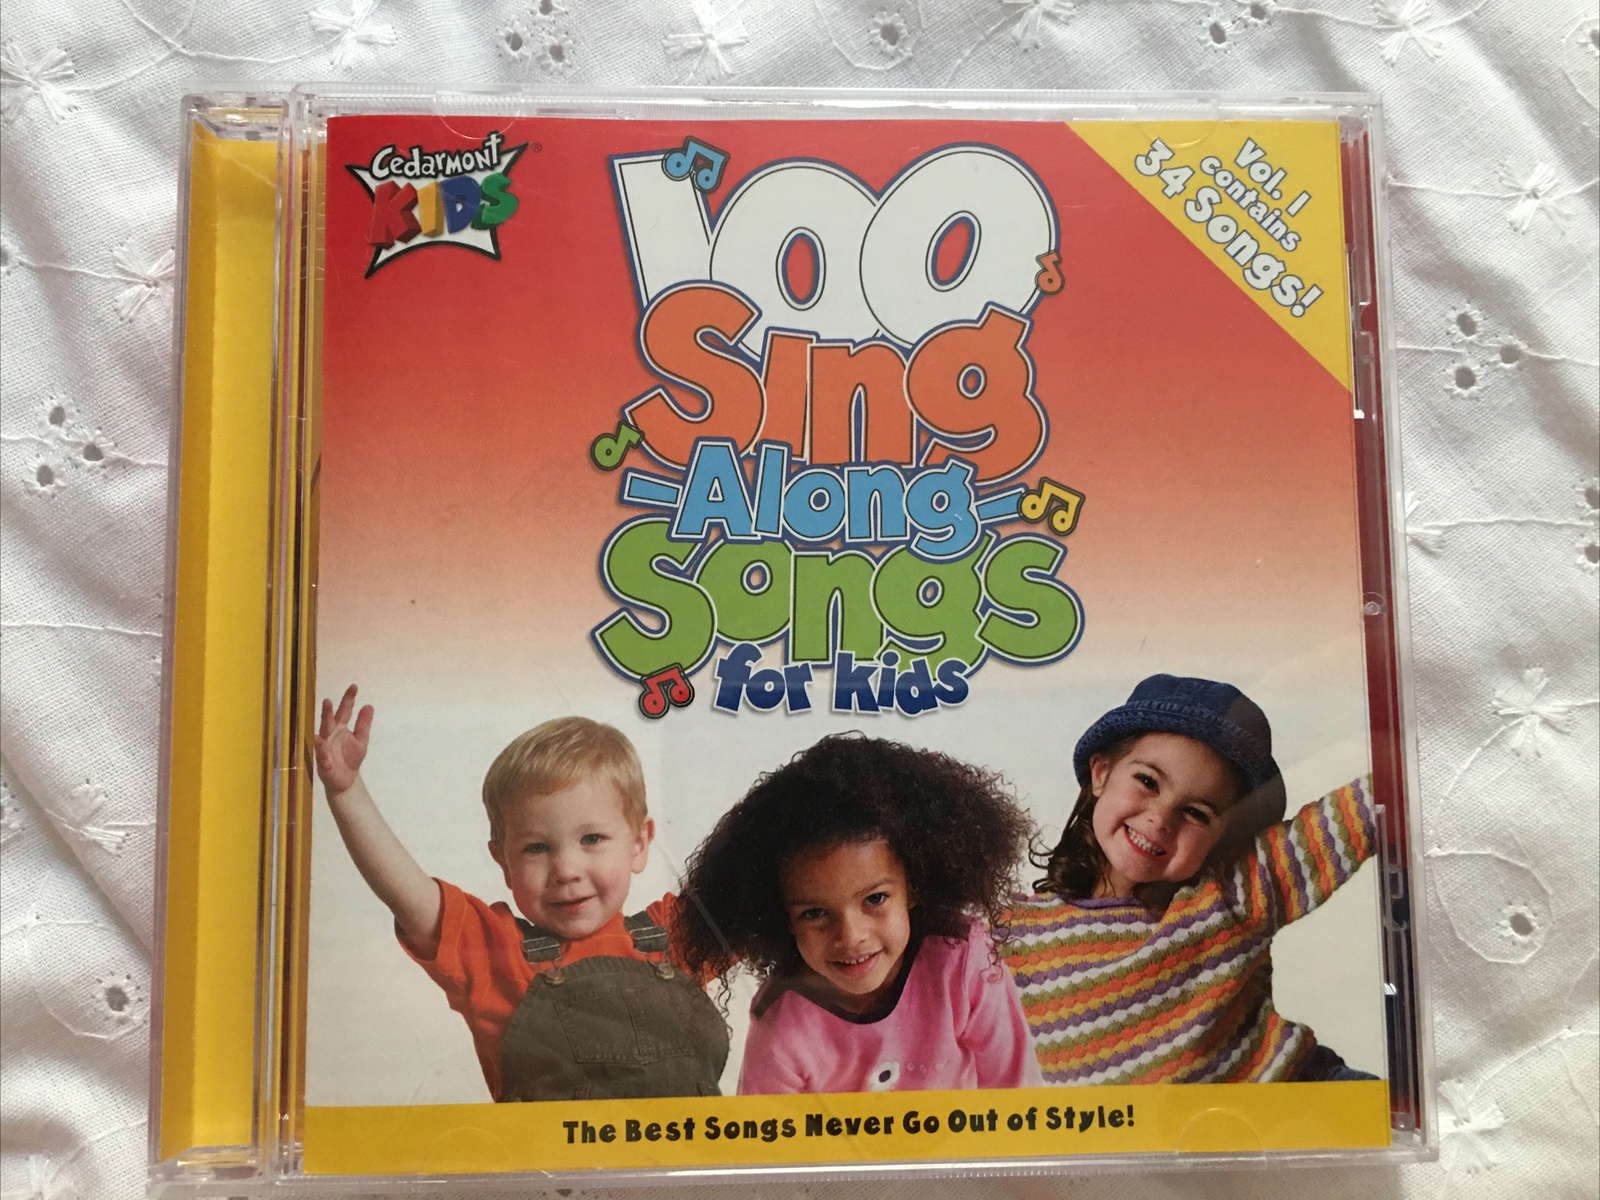 Cedarmont
KIDS®
Vol. 1
contains
34 Songs!
100
Sing
-Along-
Songs
for kids
The Best Songs Never Go Out of Style!